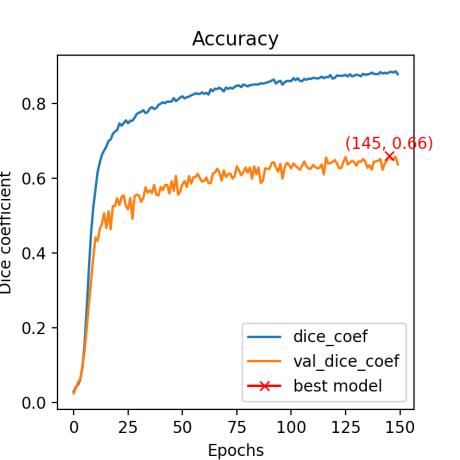 Accuracy
Dice coefficient
0.8
0.6
0.4
0.2
0.0
(145, 0.66)
dice_coef
val_dice_coef
best model
0 25 50 75 100 125 150
Epochs